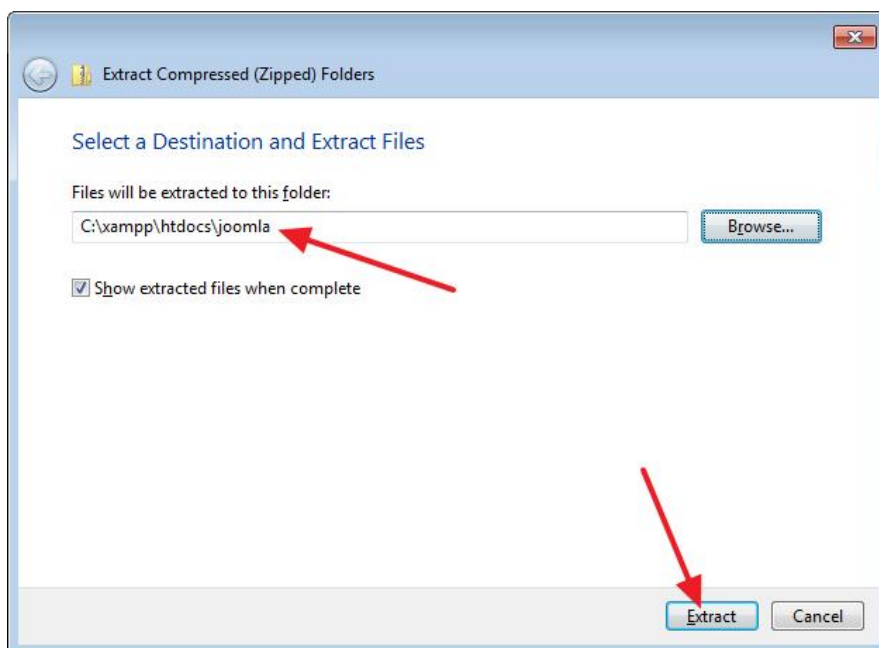 Extract Compressed (Zipped) Folders
Select a Destination and Extract Files
Files will be extracted to this folder:
C:\xampp\htdocs\joomla
Browse...
Show extracted files when complete
Extract
Cancel